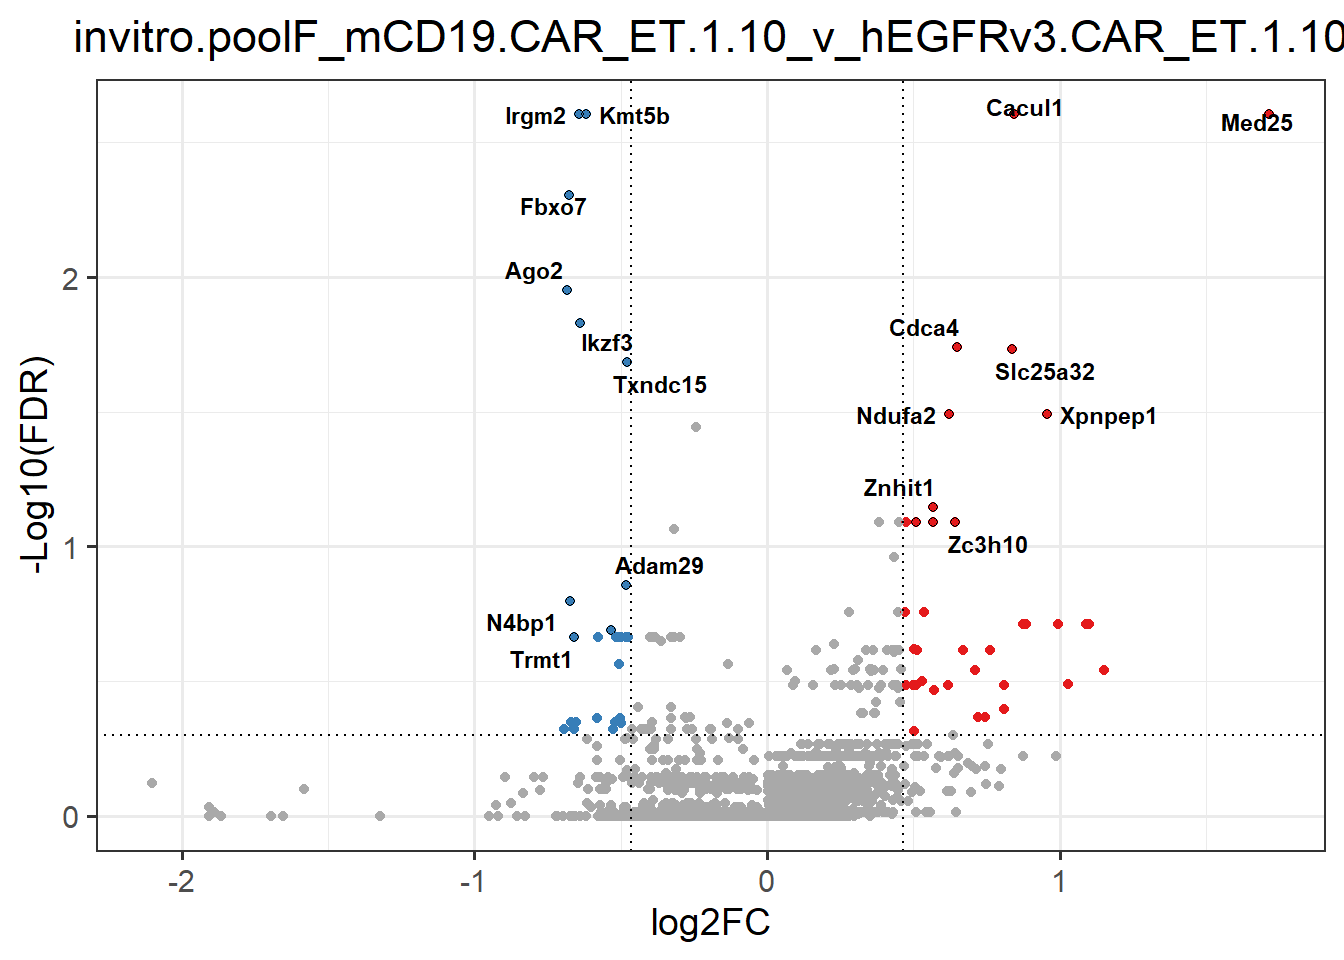 invitro.poolF_mCD19.CAR_ET.1.10_v_hEGFRv3.CAR_ET.1.10
Irgm2 Kmt5b Cacul1
Med25
Fbxo7
Ago2
2
Cdca4
Ikzf3
Slc25a32
Txndc15
Ndufa2 Xpnpep1
Znhit1
Zc3h10
1
Adam29
N4bp1
Trmt1
0
-Log10(FDR)
-2 -1 0 1
log2FC